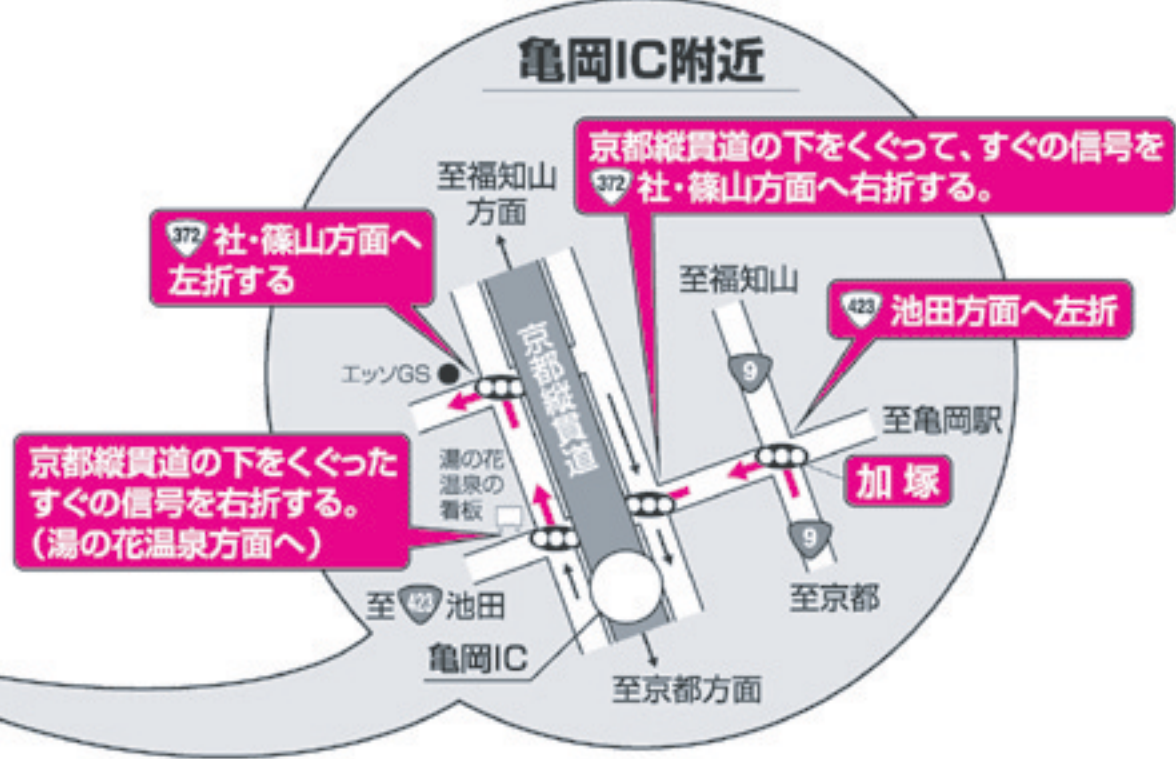 亀岡IC附近
京都縦貫道の下をくぐって、すぐの信号を
372 社・篠山方面へ右折する。
至福知山
方面
372 社・篠山方面へ
左折する
至福知山
423 池田方面へ左折
京都縦貫道
エッソGS
9
至亀岡駅
加塚
京都縦貫道の下をくぐった
すぐの信号を右折する。
(湯の花温泉方面へ)
湯の花
温泉の
看板
9
至京都
至 423 池田
亀岡IC
至京都方面